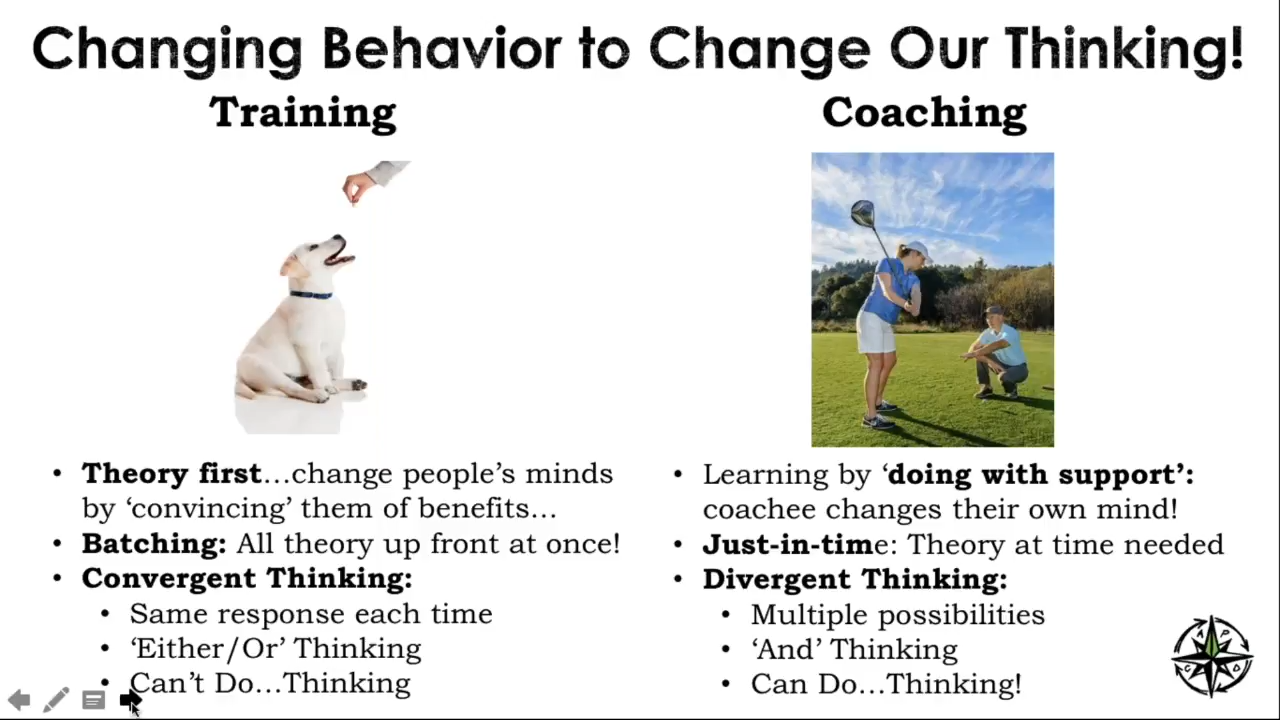 Changing Behavior to Change Our Thinking!
Training
• Theory first…change people’s minds
by ‘convincing’ them of benefits…
• Batching: All theory up front at once!
• Convergent Thinking:
• Same response each time
• ‘Either/Or’ Thinking
• Can’t Do…Thinking
Coaching
• Learning by ‘doing with support’:
coachee changes their own mind!
• Just-in-time: Theory at time needed
• Divergent Thinking:
• Multiple possibilities
• ‘And’ Thinking
• Can Do…Thinking!
A P
C D